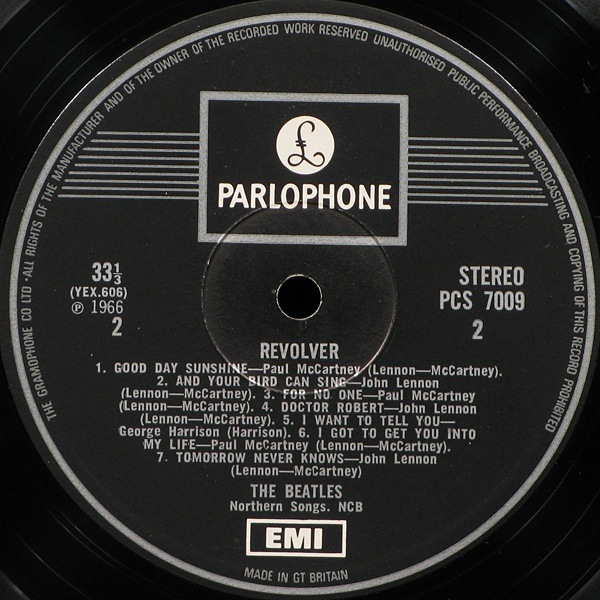 THE GRAMOPHONE CO LTD · ALL RIGHTS OF THE MANUFACTURER AND OF THE OWNER OF THE RECORDED WORK RESERVED UNAUTHORISED PUBLIC PERFORMANCE BROADCASTING AND COPYING OF THIS RECORD PROHIBITED
£
PARLOPHONE
33⅓
(YEX.606)
℗ 1966
2
STEREO
PCS 7009
2
REVOLVER
1. GOOD DAY SUNSHINE—Paul McCartney (Lennon—McCartney).
2. AND YOUR BIRD CAN SING—John Lennon
(Lennon—McCartney). 3. FOR NO ONE—Paul McCartney
(Lennon—McCartney). 4. DOCTOR ROBERT—John Lennon
(Lennon—McCartney). 5. I WANT TO TELL YOU—
George Harrison (Harrison). 6. I GOT TO GET YOU INTO
MY LIFE—Paul McCartney (Lennon—McCartney).
7. TOMORROW NEVER KNOWS—John Lennon
(Lennon—McCartney)
THE BEATLES
Northern Songs. NCB
EMI
MADE IN GT BRITAIN